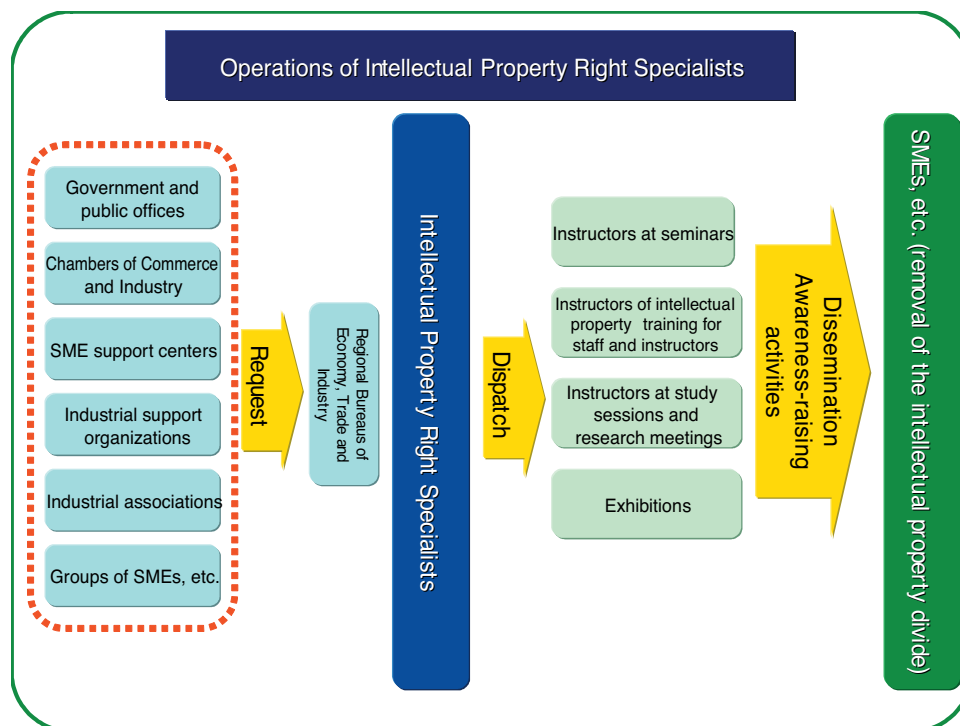 Operations of Intellectual Property Right Specialists
Government and
public offices
Chambers of Commerce
and Industry
SME support centers
Industrial support
organizations
Industrial associations
Groups of SMEs, etc.
Request
Regional Bureaus of
Economy, Trade and
Industry
Intellectual Property Right Specialists
Dispatch
Instructors at seminars
Instructors of intellectual
property training for
staff and instructors
Instructors at study
sessions and
research meetings
Exhibitions
Dissemination
Awareness-raising
activities
SMEs, etc. (removal of the intellectual property divide)